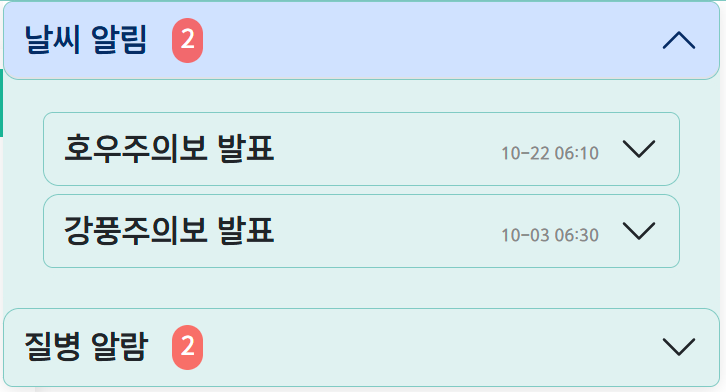 날씨 알림 2
호우주의보 발표 10-22 06:10
강풍주의보 발표 10-03 06:30
질병 알람 2